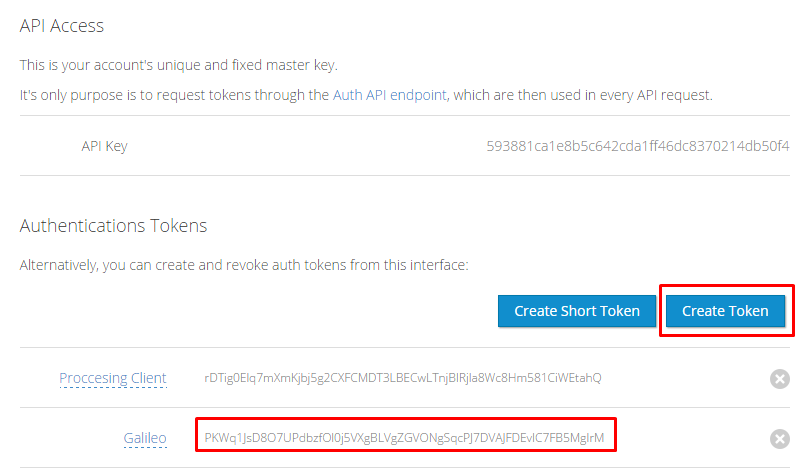 API Access
This is your account's unique and fixed master key.
It's only purpose is to request tokens through the Auth API endpoint, which are then used in every API request.
API Key 593881ca1e8b5c642cda1ff46dc8370214db50f4
Authentications Tokens
Alternatively, you can create and revoke auth tokens from this interface:
Create Short Token Create Token
Proccesing Client rDTig0Elq7mXmKjbj5g2CXFCMDT3LBECwLTnjBlRjla8Wc8Hm581CiWEtahQ
Galileo PKWq1JsD8O7UPdbzfOl0j5VXgBLVgZGVONgSqcPJ7DVAJFDEvlC7FB5MglrM